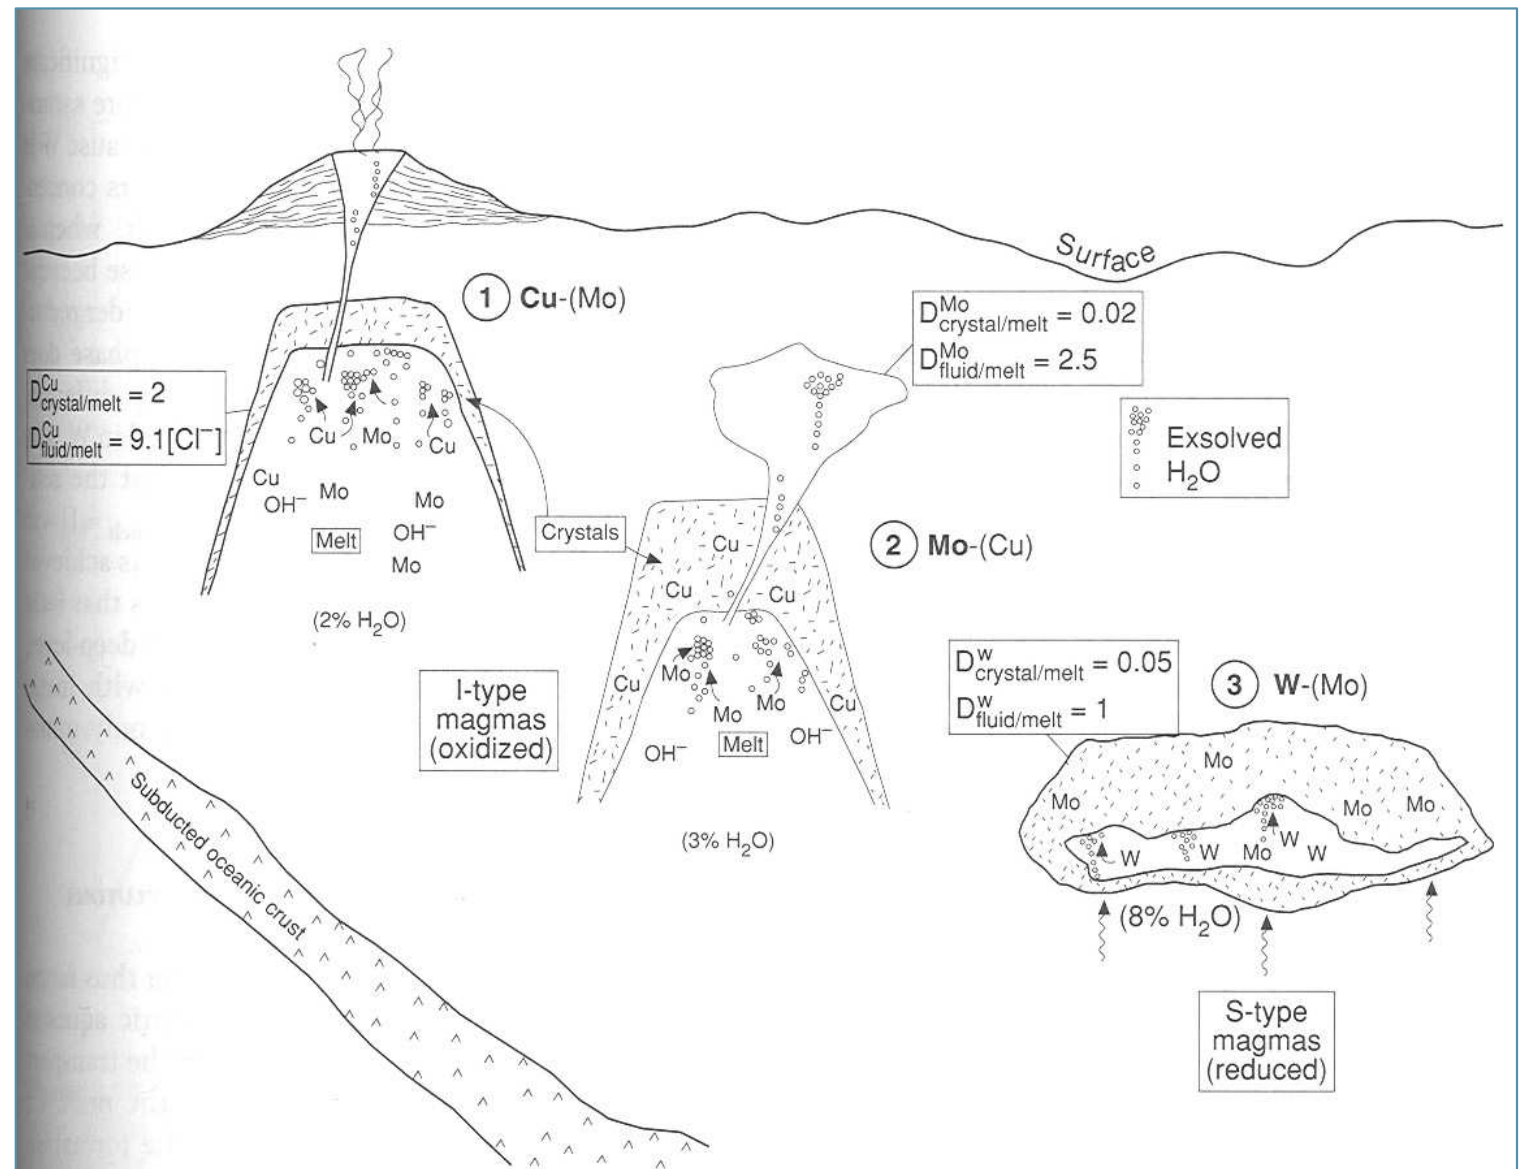 Surface
① Cu-(Mo)
D^Cu_crystal/melt = 2
D^Cu_fluid/melt = 9.1[Cl⁻]
Cu
Mo
Cu
Cu
OH⁻
Mo
Mo
Melt
OH⁻
Mo
(2% H₂O)
Crystals
D^Mo_crystal/melt = 0.02
D^Mo_fluid/melt = 2.5
Exsolved
H₂O
② Mo-(Cu)
Cu
Cu
Cu
Cu
Cu
Mo
Mo
Mo
OH⁻
Melt
OH⁻
(3% H₂O)
I-type
magmas
(oxidized)
Subducted oceanic crust
D^W_crystal/melt = 0.05
D^W_fluid/melt = 1
③ W-(Mo)
Mo
Mo
Mo
Mo
W
W
Mo
W
W
(8% H₂O)
S-type
magmas
(reduced)